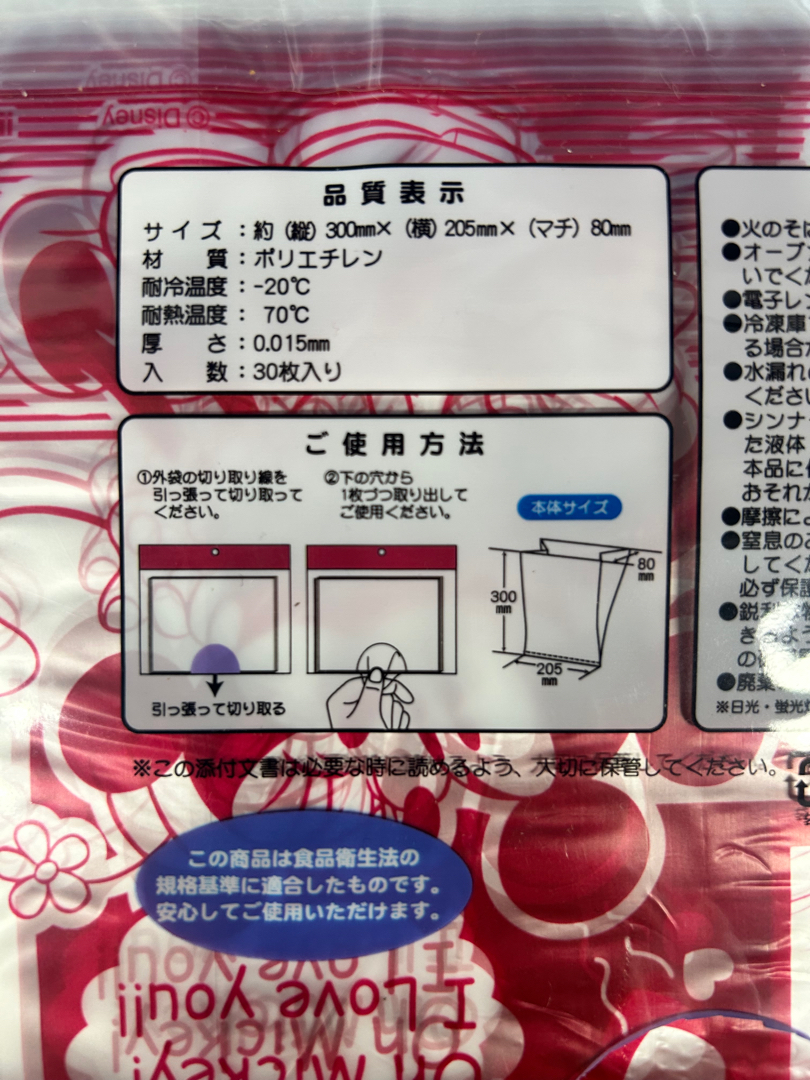 © Disney
© Disney
品質表示
サイズ：約（縦）300mm×（横）205mm×（マチ）80mm
材　質：ポリエチレン
耐冷温度：-20℃
耐熱温度： 70℃
厚　さ：0.015mm
入　数：30枚入り
ご使用方法
①外袋の切り取り線を
引っ張って切り取って
ください。
②下の穴から
1枚づつ取り出して
ご使用ください。
本体サイズ
300
mm
80
mm
205
mm
引っ張って切り取る
●火のそば
●オーブ
いでくだ
●電子レン
●冷凍庫
る場合が
●水漏れの
ください
●シンナー
た液体
本品に
おそれが
●摩擦によ
●窒息のお
してくだ
必ず保護
●鋭利
●廃棄
※日光・蛍光灯
※この添付文書は必要な時に読めるよう、大切に保管してください。
この商品は食品衛生法の
規格基準に適合したものです。
安心してご使用いただけます。
I Love you!!
Oh Mickey!